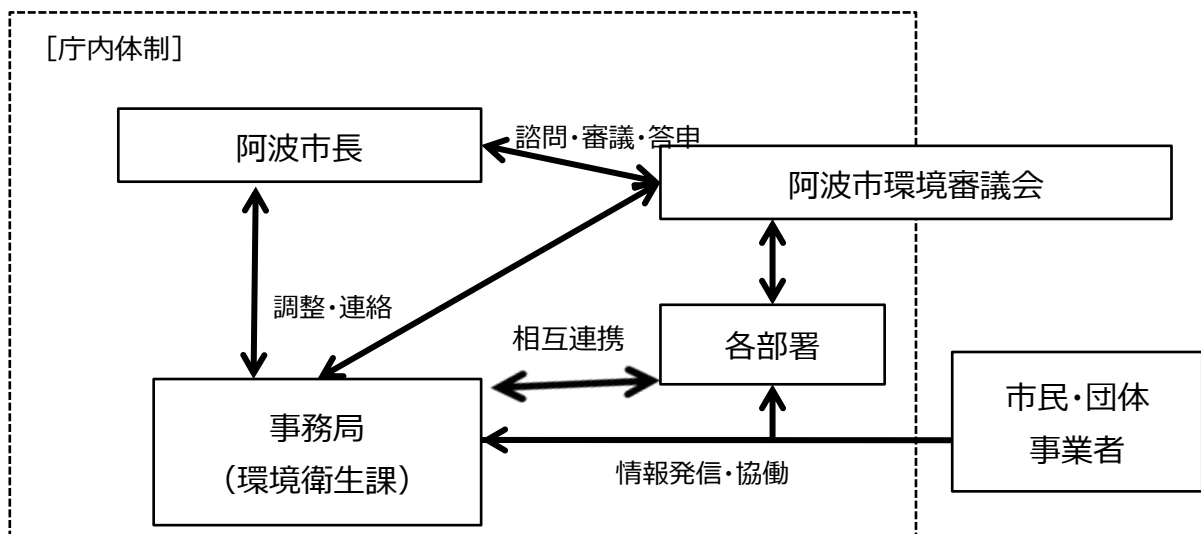 ［庁内体制］
阿波市長
諮問・審議・答申
阿波市環境審議会
調整・連絡
相互連携
各部署
事務局
（環境衛生課）
情報発信・協働
市民・団体
事業者